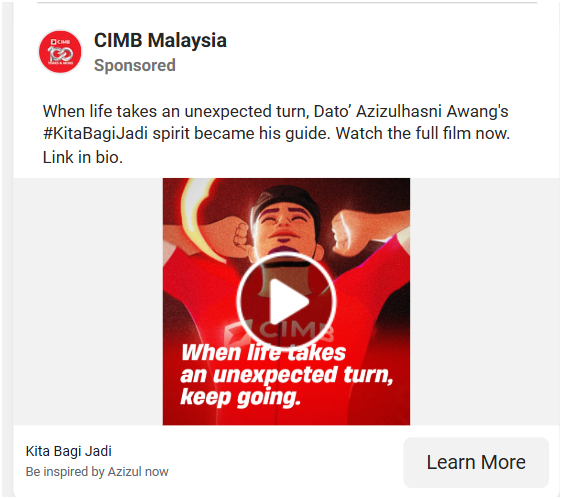 CIMB
100
CIMB Malaysia
Sponsored
When life takes an unexpected turn, Dato’ Azizulhasni Awang's
#KitaBagiJadi spirit became his guide. Watch the full film now.
Link in bio.
CIMB
When life takes
an unexpected turn,
keep going.
Kita Bagi Jadi
Be inspired by Azizul now
Learn More